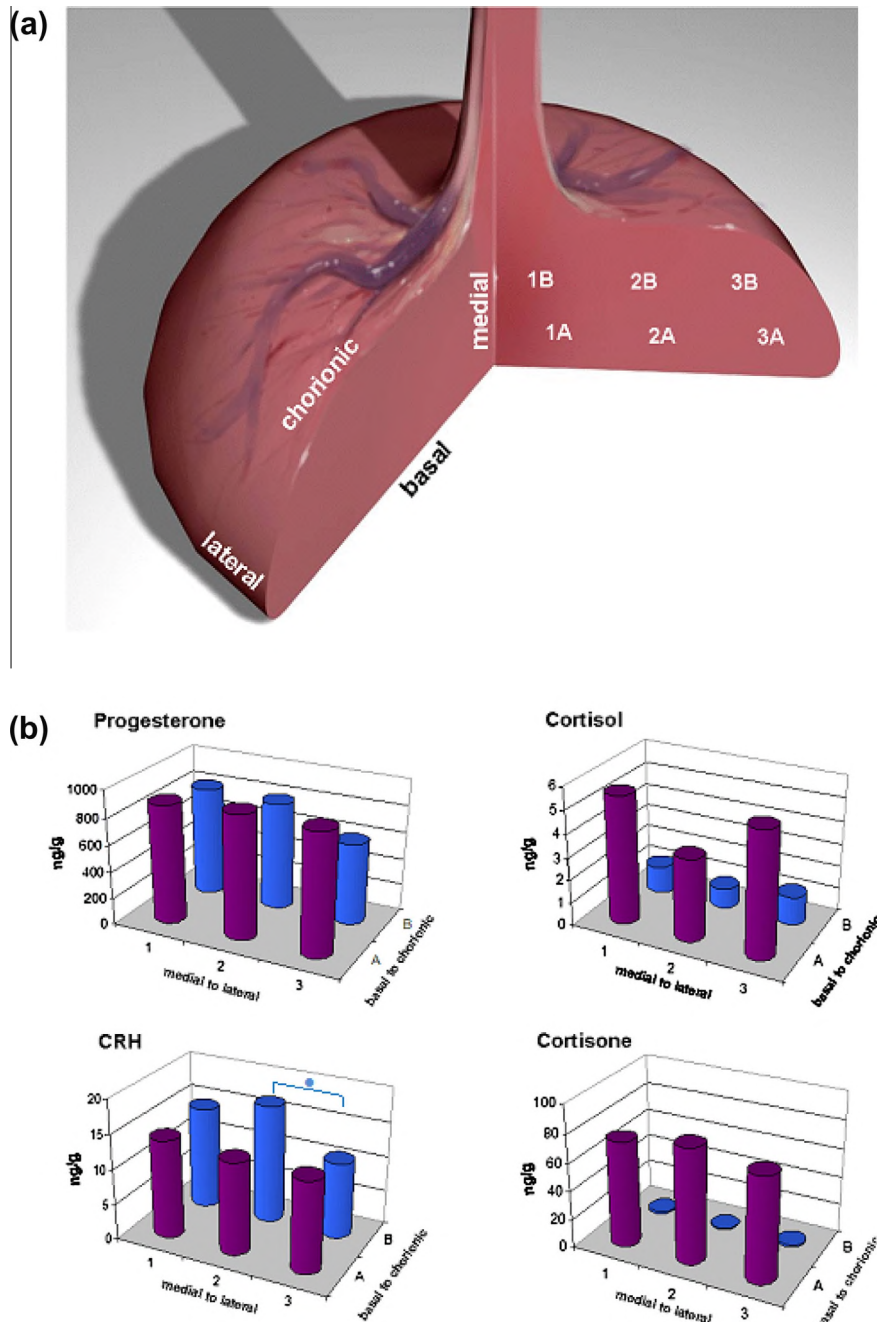 (a)
1B 2B 3B
medial
1A 2A 3A
chorionic
basal
lateral
(b)
Progesterone
ng/g
1000
800
600
400
200
0
1 2 3
medial to lateral
A B
basal to chorionic
Cortisol
ng/g
6
5
4
3
2
1
0
1 2 3
medial to lateral
A B
basal to chorionic
CRH
ng/g
20
15
10
5
0
1 2 3
medial to lateral
A B
basal to chorionic
Cortisone
ng/g
100
80
60
40
20
0
1 2 3
medial to lateral
A B
basal to chorionic